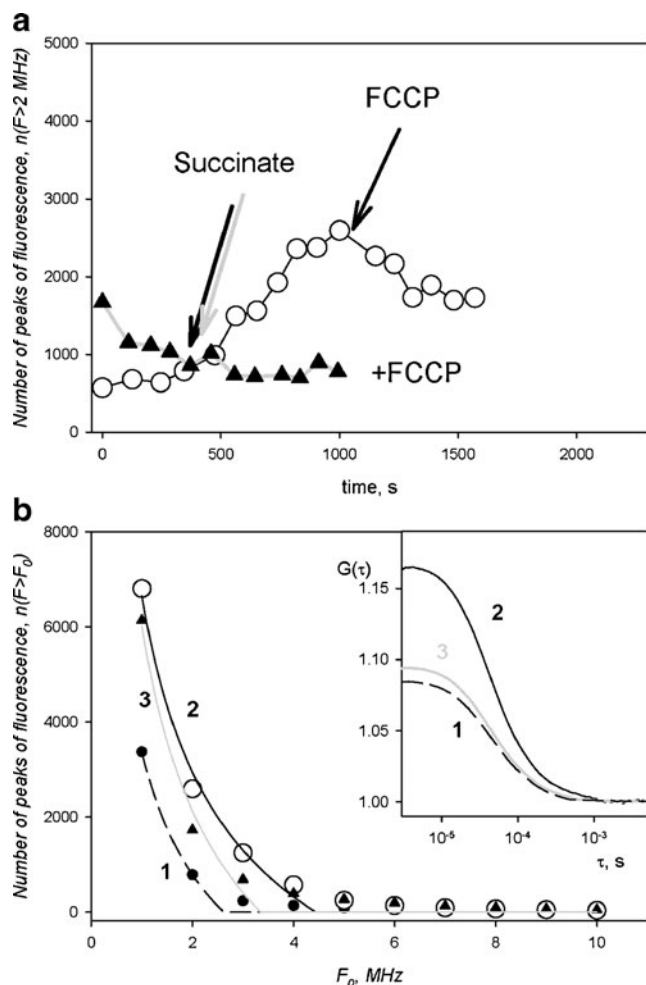 a
Number of peaks of fluorescence, n(F>2 MHz)
5000
4000
3000
2000
1000
0
Succinate
FCCP
+FCCP
0 500 1000 1500 2000
time, s
b
Number of peaks of fluorescence, n(F>F₀)
8000
6000
4000
2000
0
3
2
1
0 2 4 6 8 10
F₀, MHz
G(τ)
1.15
1.10
1.05
1.00
2
3
1
10⁻⁵ 10⁻⁴ 10⁻³
τ, s